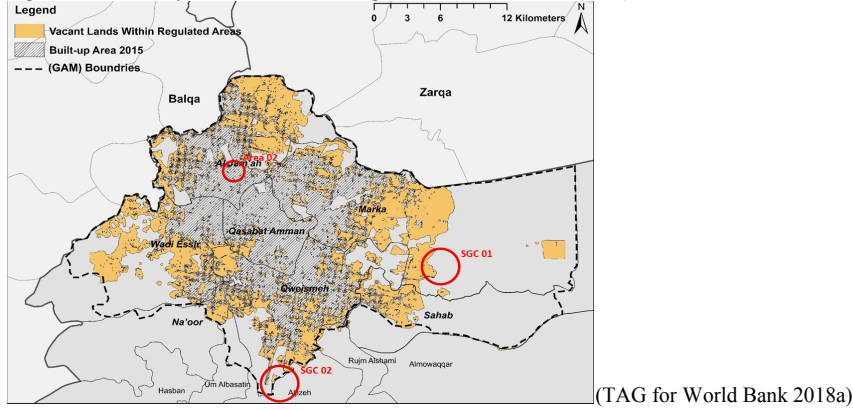 Legend
Vacant Lands Within Regulated Areas
Built-up Area 2015
(GAM) Boundries
0 3 6 12 Kilometers
N
Balqa
Zarqa
Area 02
Marka
Qasabat Amman
Wadi Essir
SGC 01
Qweismeh
Sahab
Na'oor
Rujm Alshami
Almowaqqar
SGC 02
Hasban
Um Albasatin
(TAG for World Bank 2018a)